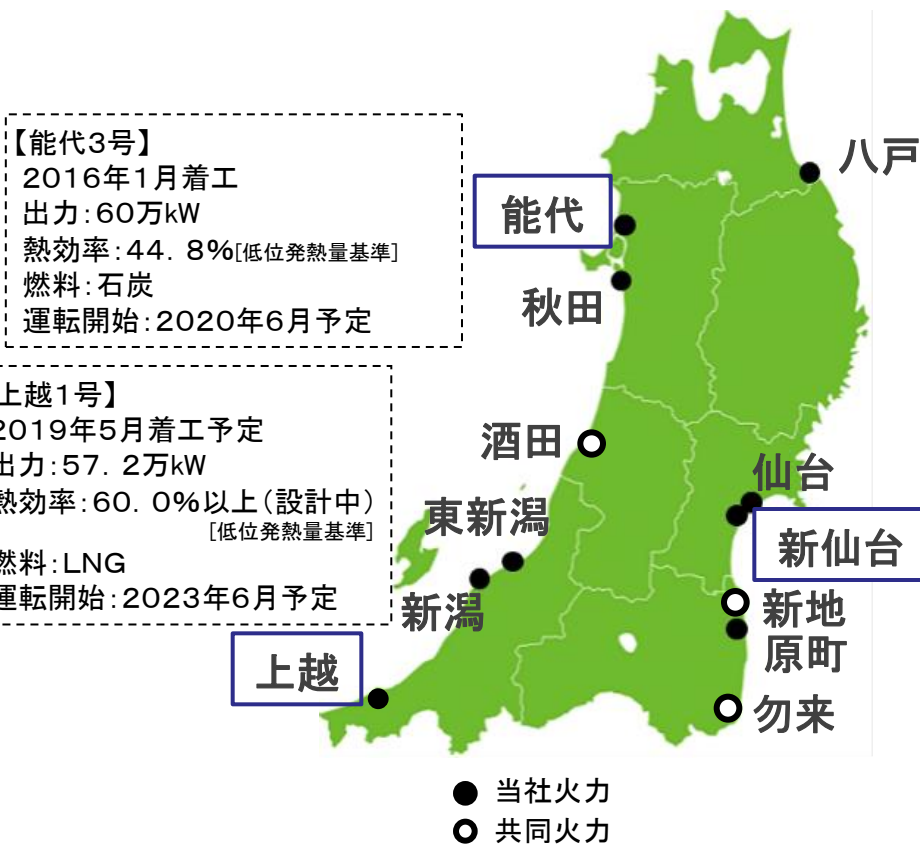 【能代3号】
2016年1月着工
出力:60万kW
熱効率:44．8%[低位発熱量基準]
燃料:石炭
運転開始:2020年6月予定
上越1号】
2019年5月着工予定
出力:57．2万kW
熱効率:60．0%以上(設計中)
[低位発熱量基準]
燃料:LNG
運転開始:2023年6月予定
八戸
能代
秋田
酒田
仙台
東新潟
新仙台
新潟
新地
原町
上越
勿来
● 当社火力
○ 共同火力